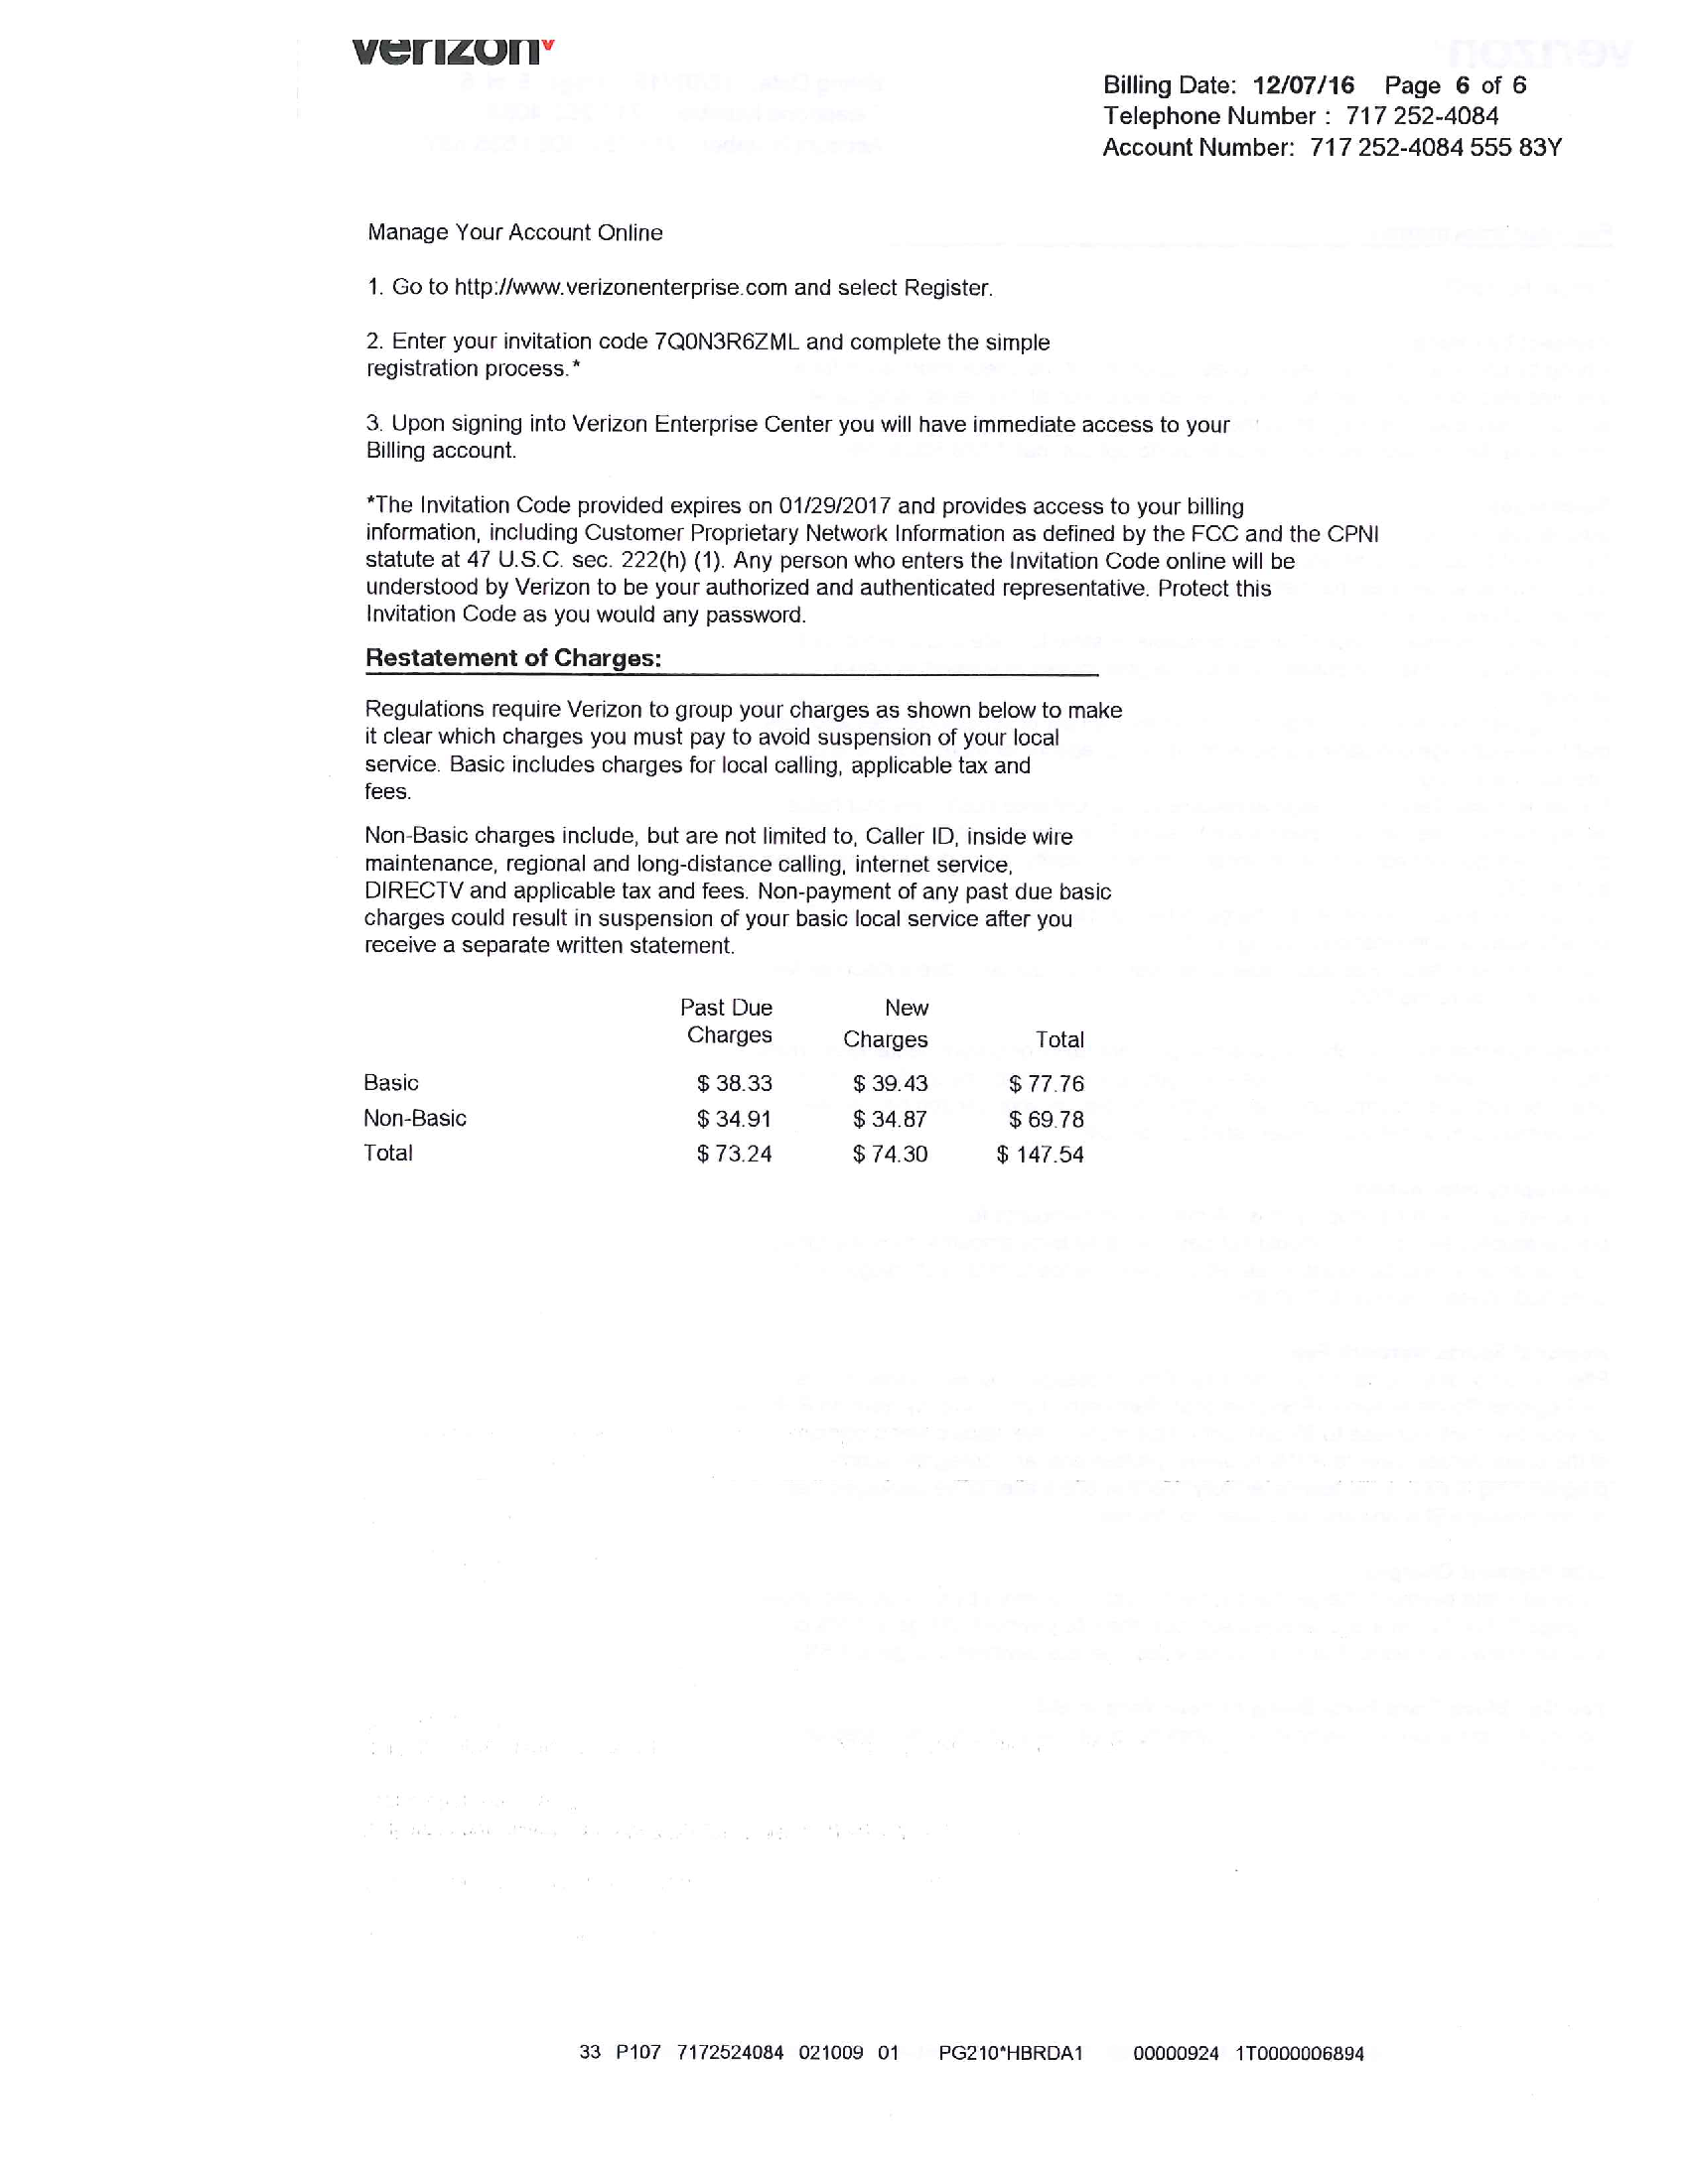 verizon
Billing Date: 12/07/16 Page 6 of 6
Telephone Number : 717 252-4084
Account Number: 717 252-4084 555 83Y
Manage Your Account Online
1. Go to http://www.verizonenterprise.com and select Register.
2. Enter your invitation code 7Q0N3R6ZML and complete the simple
registration process.*
3. Upon signing into Verizon Enterprise Center you will have immediate access to your
Billing account.
*The Invitation Code provided expires on 01/29/2017 and provides access to your billing
information, including Customer Proprietary Network Information as defined by the FCC and the CPNI
statute at 47 U.S.C. sec. 222(h) (1). Any person who enters the Invitation Code online will be
understood by Verizon to be your authorized and authenticated representative. Protect this
Invitation Code as you would any password.
Restatement of Charges:
Regulations require Verizon to group your charges as shown below to make
it clear which charges you must pay to avoid suspension of your local
service. Basic includes charges for local calling, applicable tax and
fees.
Non-Basic charges include, but are not limited to, Caller ID, inside wire
maintenance, regional and long-distance calling, internet service,
DIRECTV and applicable tax and fees. Non-payment of any past due basic
charges could result in suspension of your basic local service after you
receive a separate written statement.
Past Due New
Charges Charges Total
Basic $ 38.33 $ 39.43 $ 77.76
Non-Basic $ 34.91 $ 34.87 $ 69.78
Total $ 73.24 $ 74.30 $ 147.54
33 P107 7172524084 021009 01 PG210*HBRDA1 00000924 1T0000006894